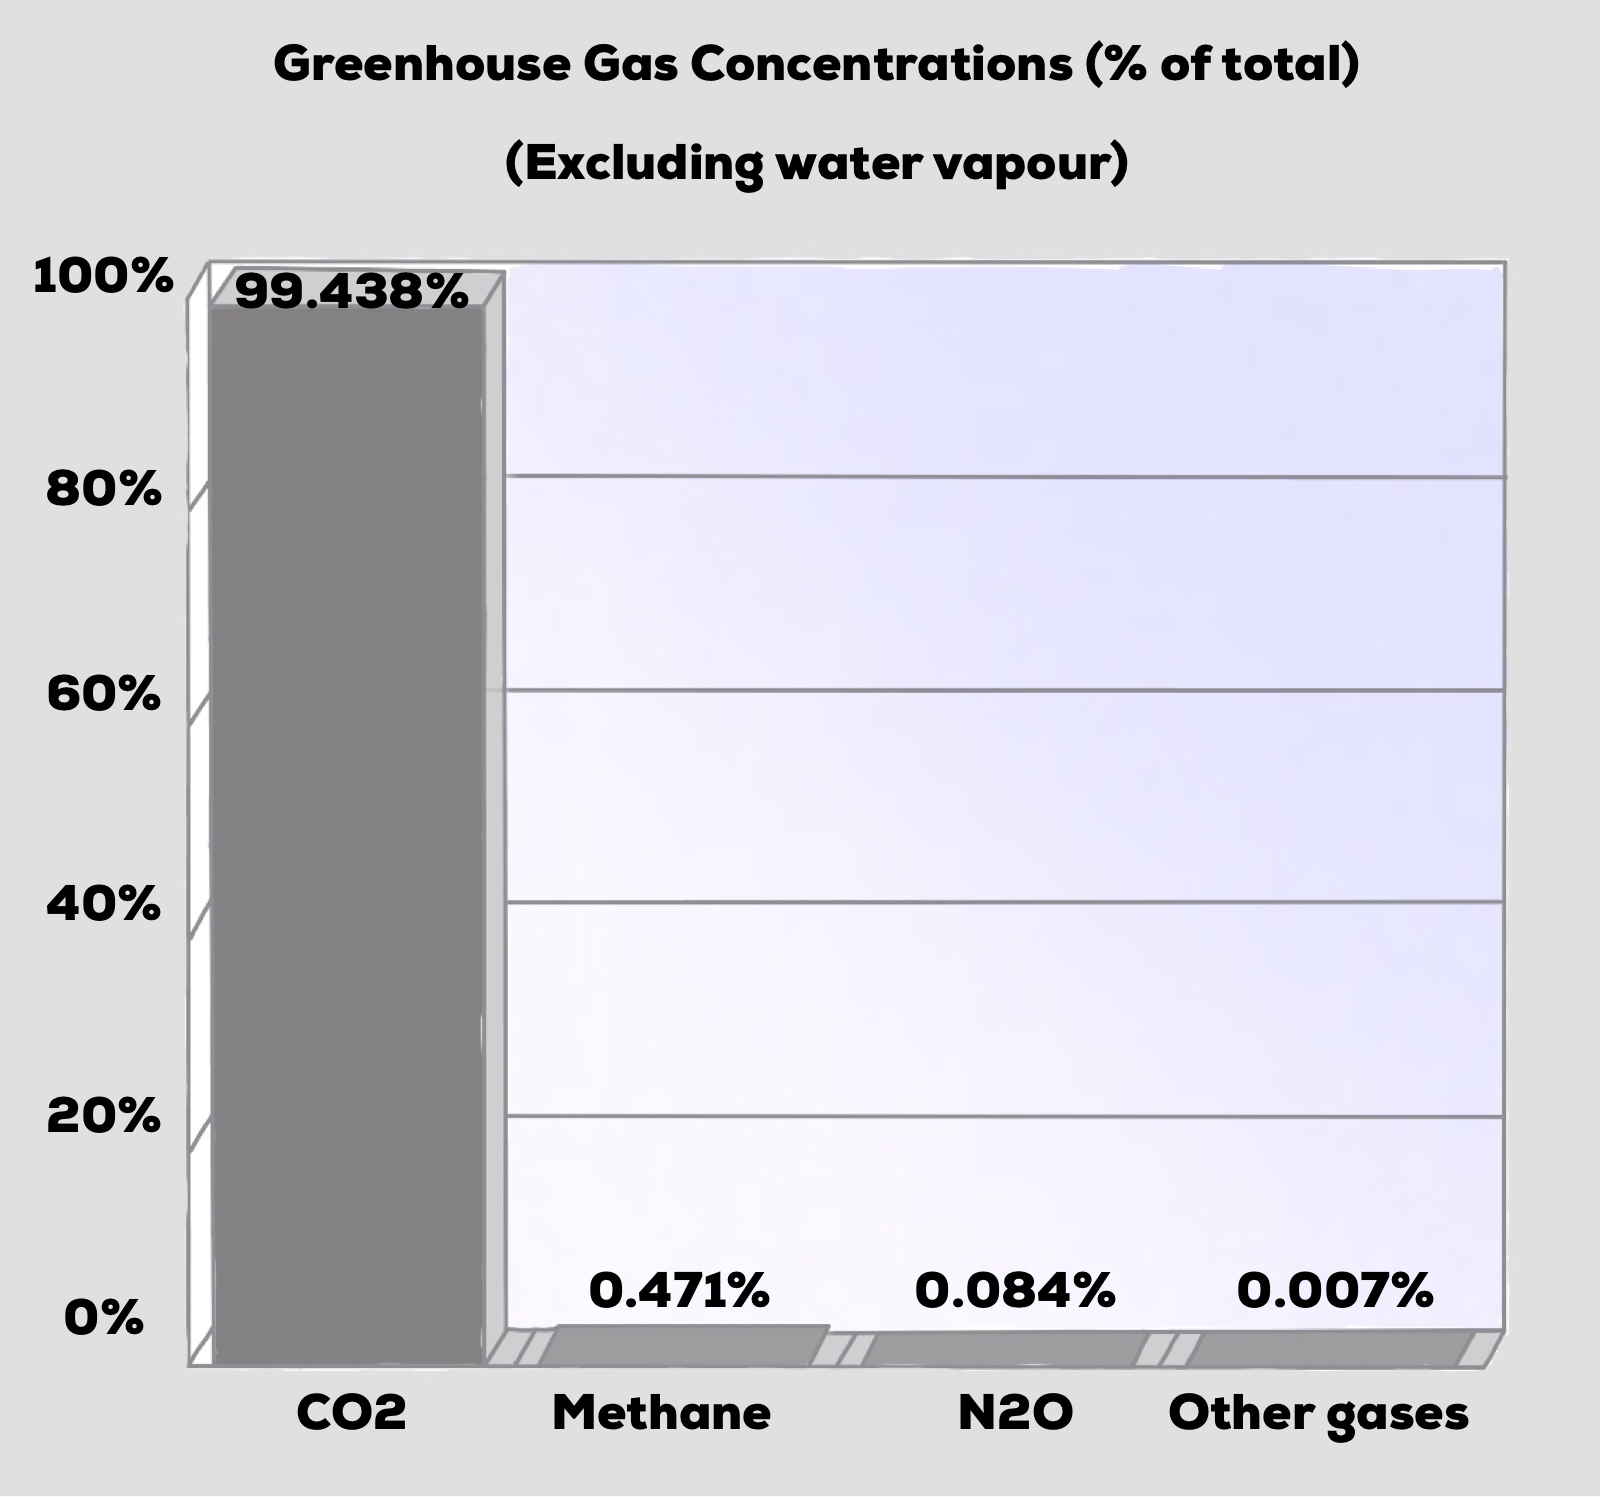 Greenhouse Gas Concentrations (% of total)
(Excluding water vapour)
100%
99.438%
80%
60%
40%
20%
0%
0.471%
0.084%
0.007%
CO2
Methane
N2O
Other gases